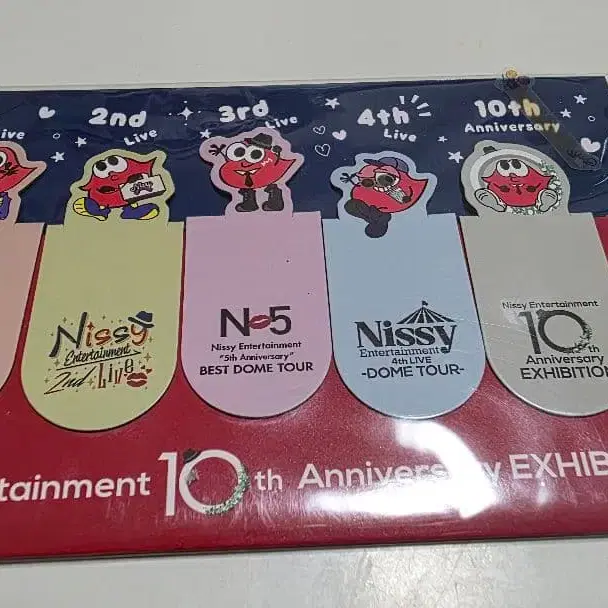 Live
2nd
Live
3rd
Live
4th
Live
10th
Anniversary
Nissy
Entertainment
2nd Live
No5
Nissy Entertainment
"5th Anniversary"
BEST DOME TOUR
Nissy
Entertainment
4th LIVE
-DOME TOUR-
Nissy Entertainment
10th
Anniversary
EXHIBITION
tainment 10th Anniversary EXHIB